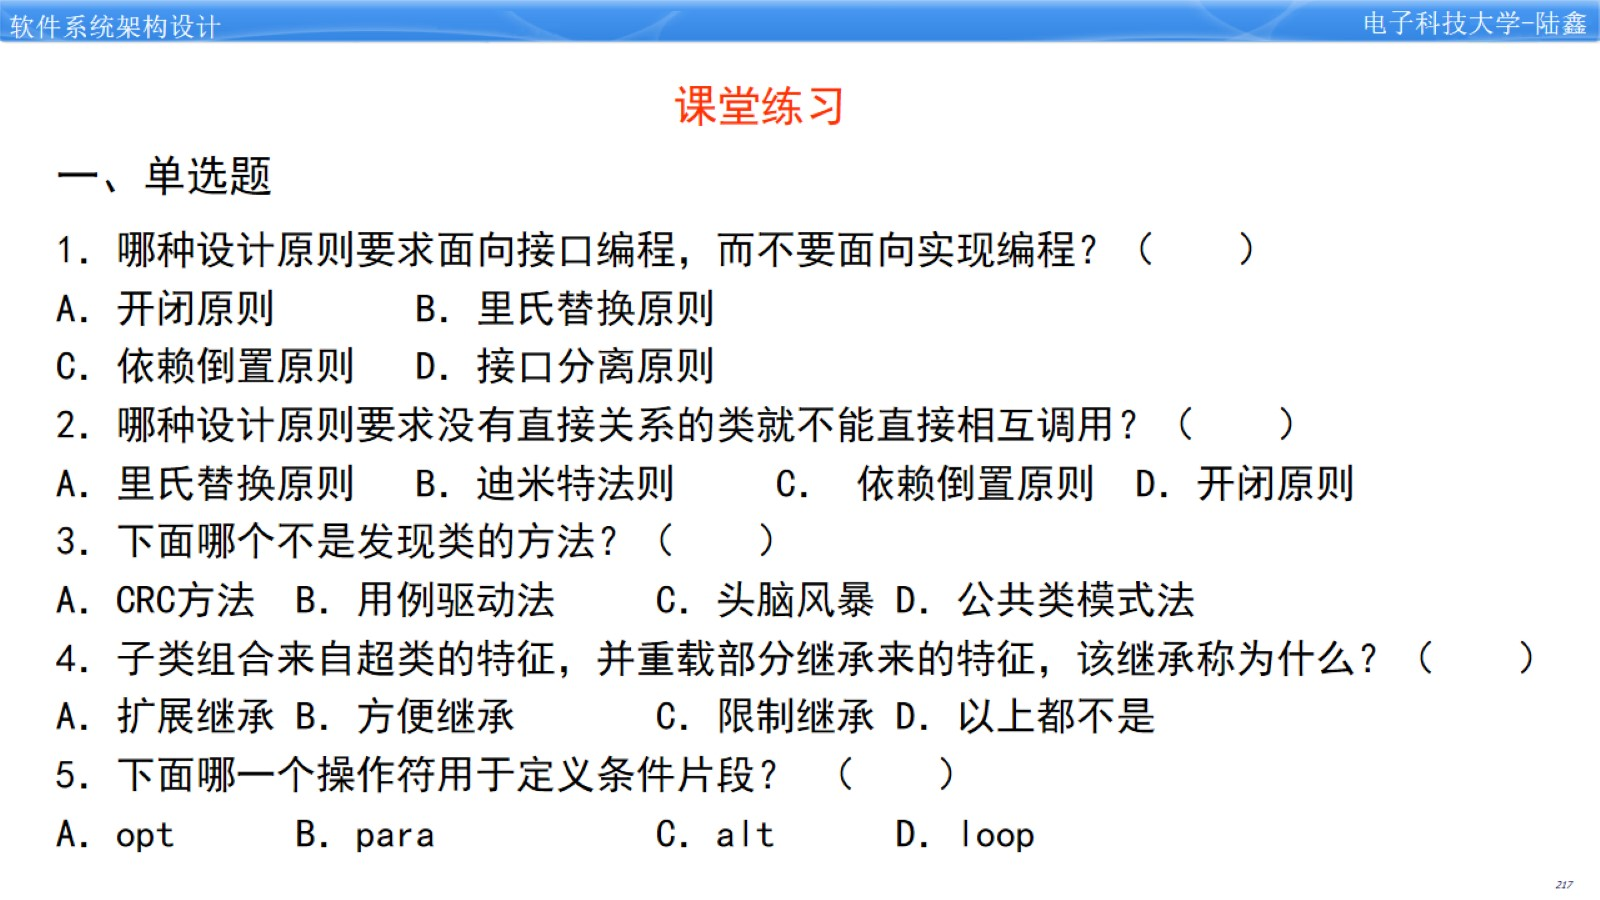 软件系统架构设计
电子科技大学-陆鑫
课堂练习
一、单选题
1. 哪种设计原则要求面向接口编程，而不要面向实现编程？（　　）
A. 开闭原则 B. 里氏替换原则
C. 依赖倒置原则 D. 接口分离原则
2. 哪种设计原则要求没有直接关系的类就不能直接相互调用？（　　）
A. 里氏替换原则 B. 迪米特法则 C. 依赖倒置原则 D. 开闭原则
3. 下面哪个不是发现类的方法？（　　）
A. CRC方法 B. 用例驱动法 C. 头脑风暴 D. 公共类模式法
4. 子类组合来自超类的特征，并重载部分继承来的特征，该继承称为什么？（　　）
A. 扩展继承 B. 方便继承 C. 限制继承 D. 以上都不是
5. 下面哪一个操作符用于定义条件片段？ （　　）
A. opt B. para C. alt D. loop
217